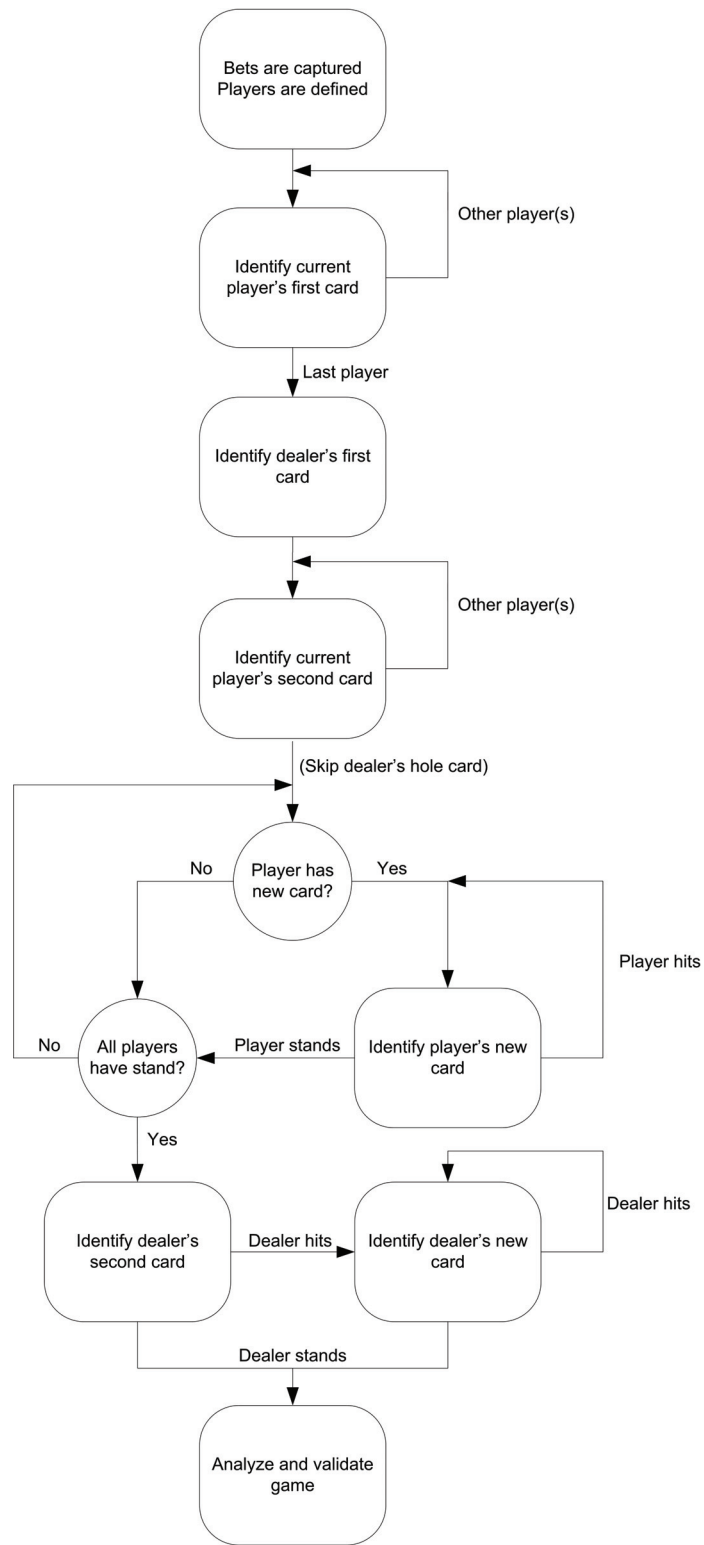 Bets are captured
Players are defined
Other player(s)
Identify current
player’s first card
Last player
Identify dealer’s first
card
Other player(s)
Identify current
player’s second card
(Skip dealer’s hole card)
No
Player has
new card?
Yes
Player hits
No
All players
have stand?
Player stands
Identify player’s new
card
Yes
Dealer hits
Identify dealer’s
second card
Dealer hits
Identify dealer’s new
card
Dealer stands
Analyze and validate
game